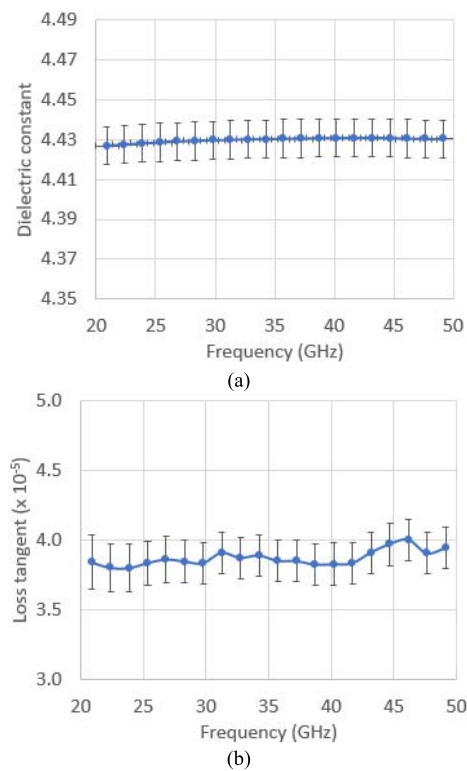 4.49
4.47
4.45
4.43
4.41
4.39
4.37
4.35
Dielectric constant
20 25 30 35 40 45 50
Frequency (GHz)
(a)
5.0
4.5
4.0
3.5
3.0
Loss tangent (x 10-5)
20 25 30 35 40 45 50
Frequency (GHz)
(b)